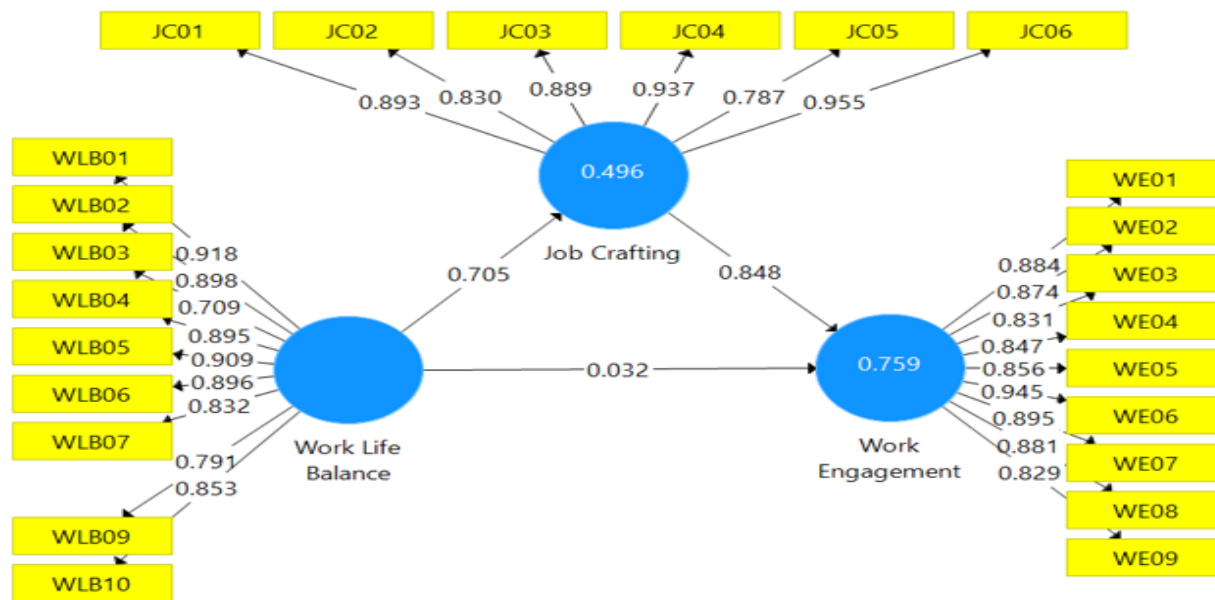 JC01 JC02 JC03 JC04 JC05 JC06
0.893 0.830 0.889 0.937 0.787 0.955
0.496
Job Crafting
0.705
0.848
0.032
WLB01
WLB02
WLB03
WLB04
WLB05
WLB06
WLB07
WLB09
WLB10
0.918
0.898
0.709
0.895
0.909
0.896
0.832
0.791
0.853
Work Life
Balance
0.759
Work
Engagement
0.884
0.874
0.831
0.847
0.856
0.945
0.895
0.881
0.829
WE01
WE02
WE03
WE04
WE05
WE06
WE07
WE08
WE09